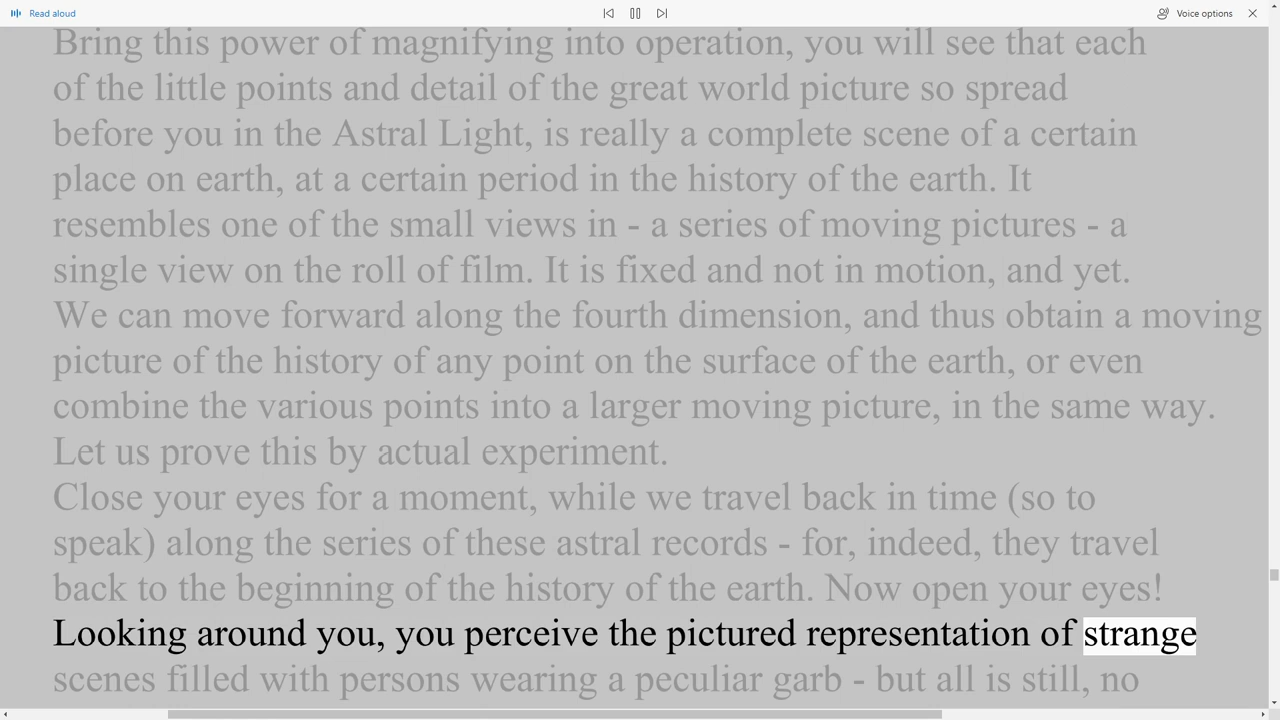 Read aloud
Voice options
Bring this power of magnifying into operation, you will see that each
of the little points and detail of the great world picture so spread
before you in the Astral Light, is really a complete scene of a certain
place on earth, at a certain period in the history of the earth. It
resembles one of the small views in - a series of moving pictures - a
single view on the roll of film. It is fixed and not in motion, and yet.
We can move forward along the fourth dimension, and thus obtain a moving
picture of the history of any point on the surface of the earth, or even
combine the various points into a larger moving picture, in the same way.
Let us prove this by actual experiment.
Close your eyes for a moment, while we travel back in time (so to
speak) along the series of these astral records - for, indeed, they travel
back to the beginning of the history of the earth. Now open your eyes!
Looking around you, you perceive the pictured representation of strange
scenes filled with persons wearing a peculiar garb - but all is still, no